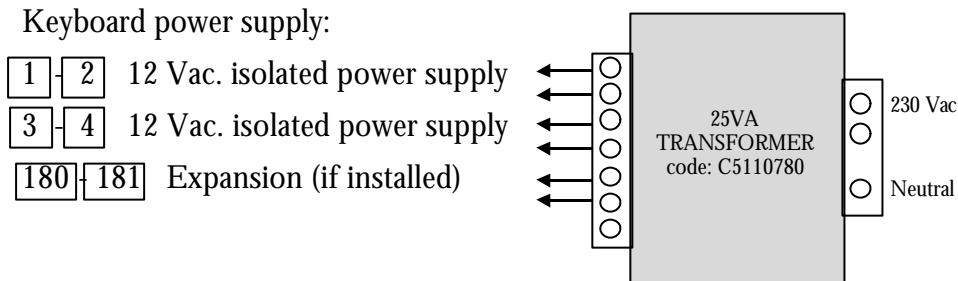 Keyboard power supply:
1 - 2 12 Vac. isolated power supply
3 - 4 12 Vac. isolated power supply
180 - 181 Expansion (if installed)
25VA
TRANSFORMER
code: C5110780
230 Vac
Neutral